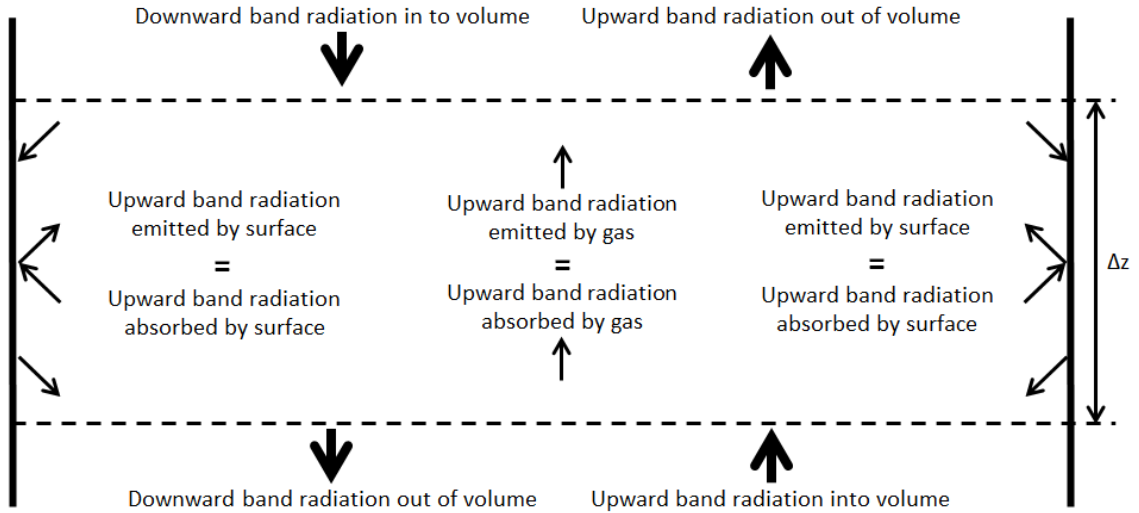 Downward band radiation in to volume
Upward band radiation out of volume
Upward band radiation
emitted by surface
=
Upward band radiation
absorbed by surface
Upward band radiation
emitted by gas
=
Upward band radiation
absorbed by gas
Upward band radiation
emitted by surface
=
Upward band radiation
absorbed by surface
Δz
Downward band radiation out of volume
Upward band radiation into volume